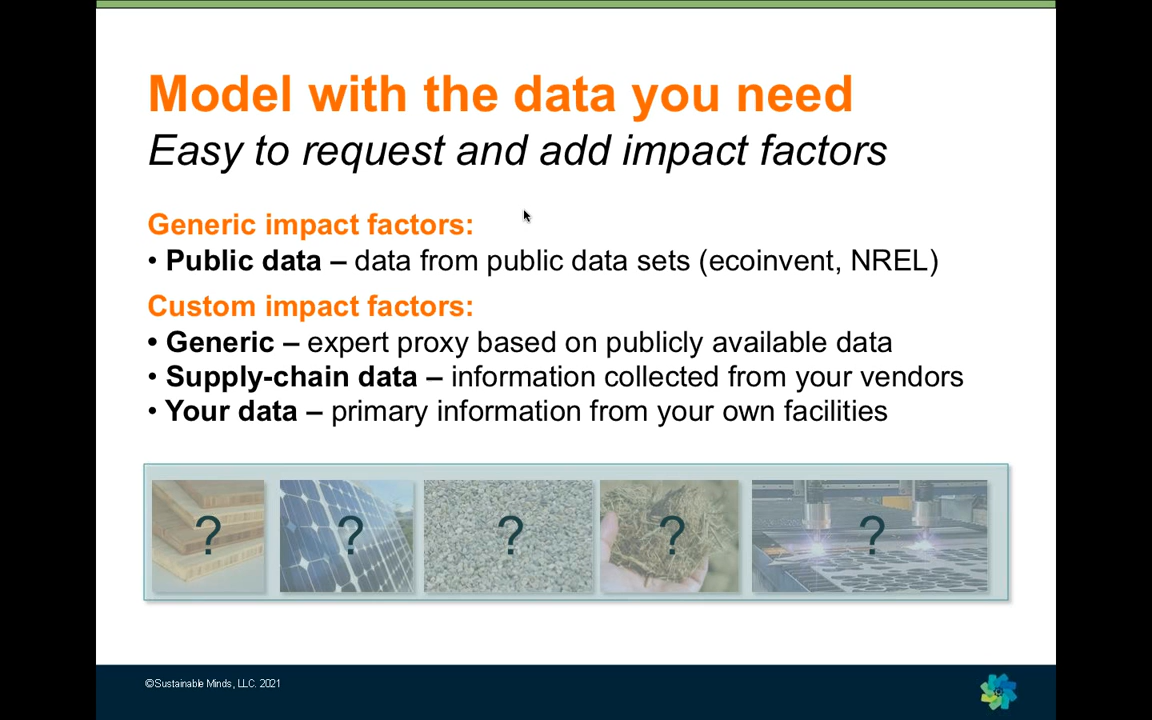 Model with the data you need
Easy to request and add impact factors
Generic impact factors:
• Public data – data from public data sets (ecoinvent, NREL)
Custom impact factors:
• Generic – expert proxy based on publicly available data
• Supply-chain data – information collected from your vendors
• Your data – primary information from your own facilities
? ? ? ? ?
©Sustainable Minds, LLC. 2021